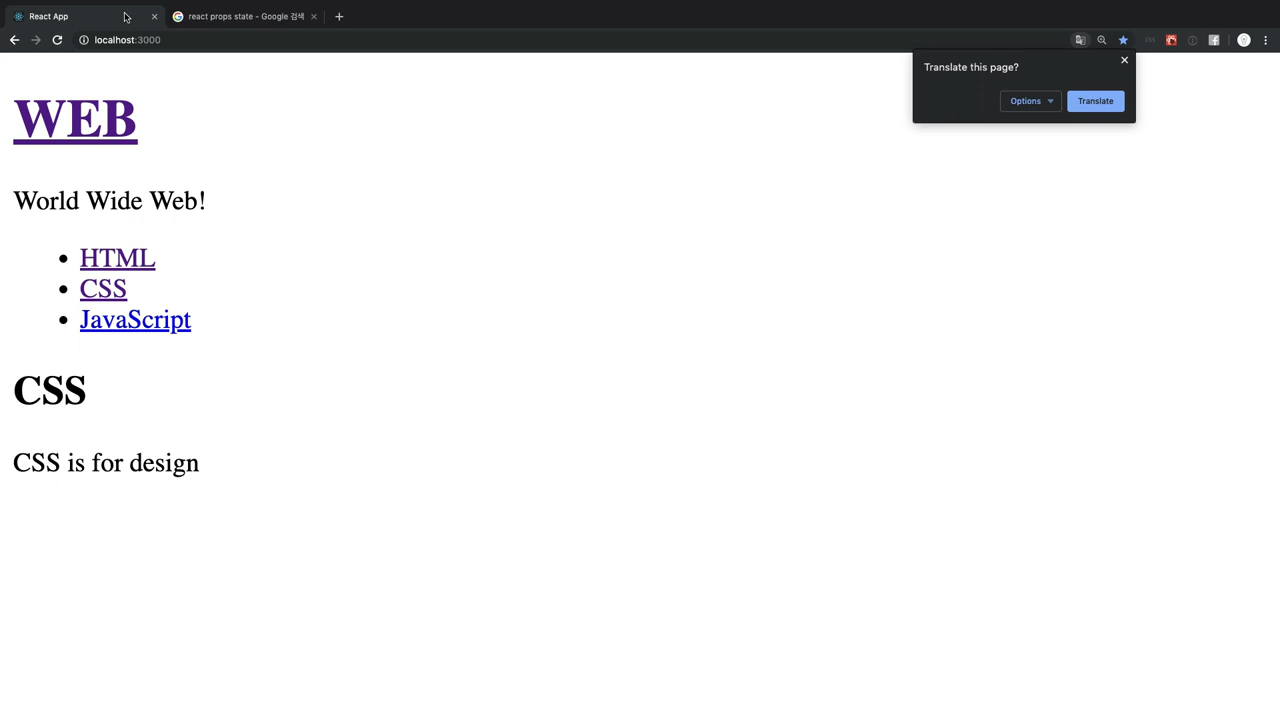 React App
react props state - Google 검색
localhost:3000
Translate this page?
Options
Translate
WEB
World Wide Web!
HTML
CSS
JavaScript
CSS
CSS is for design